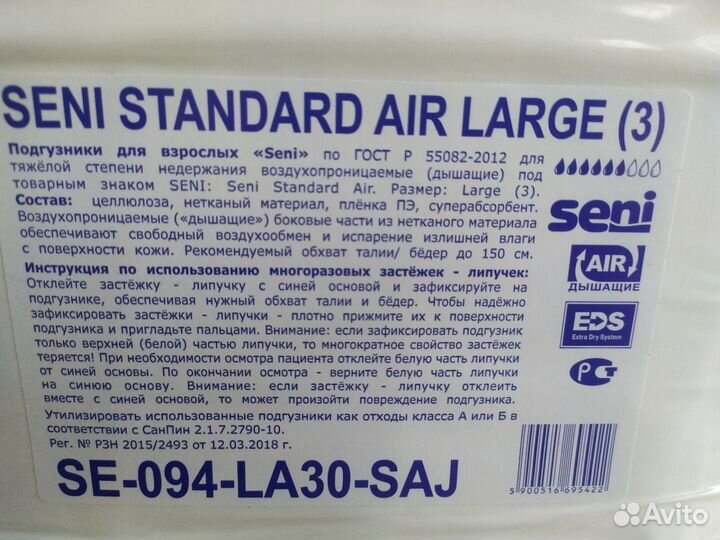 SENI STANDARD AIR LARGE (3)
Подгузники для взрослых «Seni» по ГОСТ Р 55082-2012 для
тяжёлой степени недержания воздухопроницаемые (дышащие) под
товарным знаком SENI: Seni Standard Air. Размер: Large (3).
Состав: целлюлоза, нетканый материал, плёнка ПЭ, суперабсорбент.
Воздухопроницаемые («дышащие») боковые части из нетканого материала
обеспечивают свободный воздухообмен и испарение излишней влаги
с поверхности кожи. Рекомендуемый обхват талии/ бёдер до 150 см.
seni
AIR
ДЫШАЩИЕ
EDS
Extra Dry System
РСТ
Инструкция по использованию многоразовых застёжек - липучек:
Отклейте застёжку - липучку с синей основой и зафиксируйте на
подгузнике, обеспечивая нужный обхват талии и бёдер. Чтобы надёжно
зафиксировать застёжки - липучки - плотно прижмите их к поверхности
подгузника и пригладьте пальцами. Внимание: если зафиксировать подгузник
только верхней (белой) частью липучки, то многократное свойство застёжек
теряется! При необходимости осмотра пациента отклейте белую часть липучки
от синей основы. По окончании осмотра - верните белую часть липучки
на синюю основу. Внимание: если застёжку - липучку отклеить
вместе с синей основой, то может произойти повреждение подгузника.
Утилизировать использованные подгузники как отходы класса А или Б в
соответствии с СанПин 2.1.7.2790-10.
Рег. № РЗН 2015/2493 от 12.03.2018 г.
SE-094-LA30-SAJ
5 900516 695422
Avito